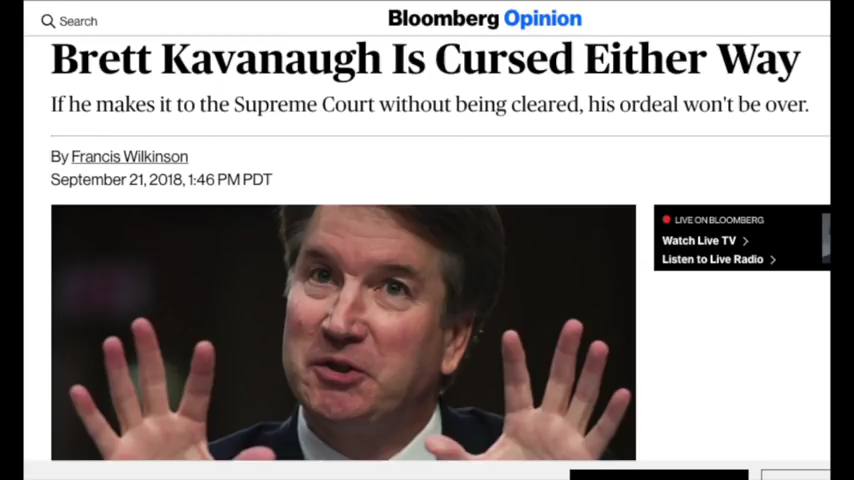 Search
Bloomberg Opinion
Brett Kavanaugh Is Cursed Either Way
If he makes it to the Supreme Court without being cleared, his ordeal won't be over.
By Francis Wilkinson
September 21, 2018, 1:46 PM PDT
LIVE ON BLOOMBERG
Watch Live TV >
Listen to Live Radio >